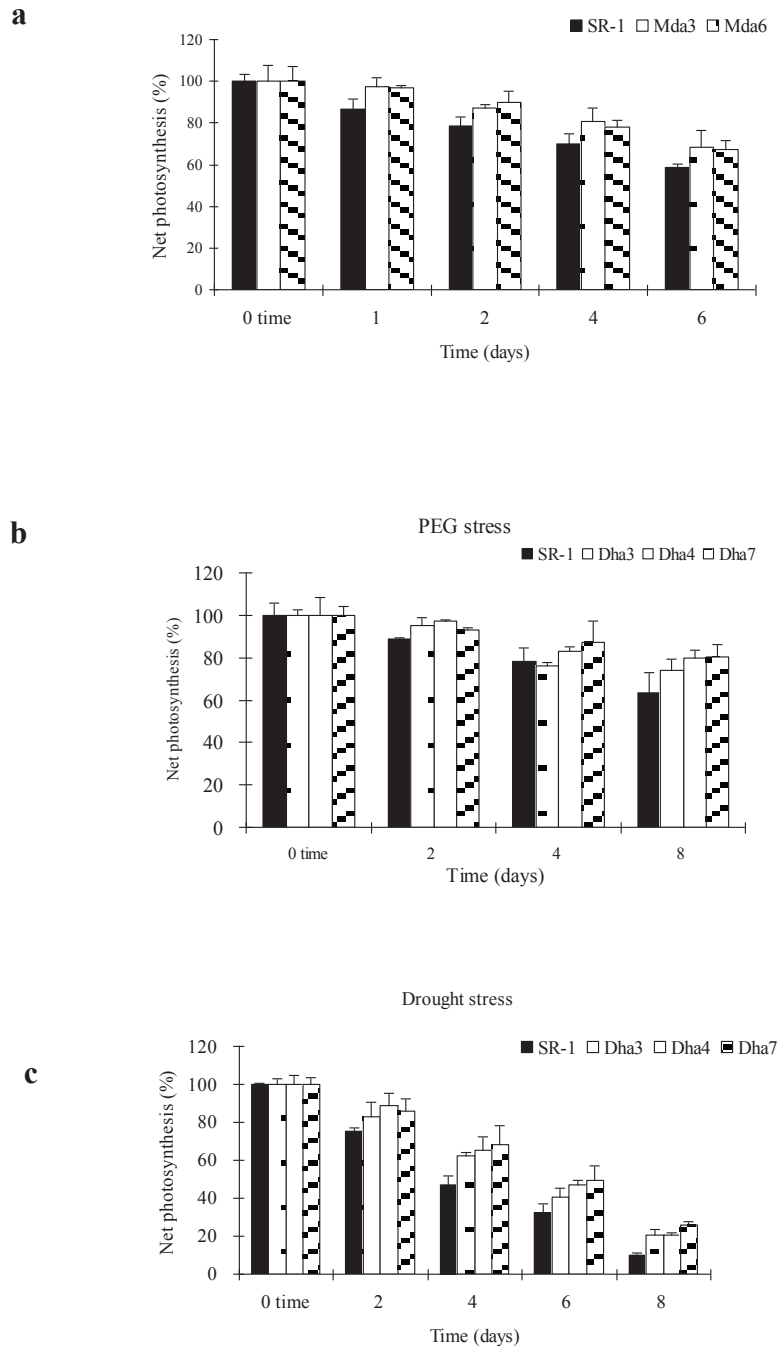 a
SR-1 Mda3 Mda6
120
100
80
60
40
20
0
Net photosynthesis (%)
0 time 1 2 4 6
Time (days)
b
PEG stress
SR-1 Dha3 Dha4 Dha7
120
100
80
60
40
20
0
Net photosynthesis (%)
0 time 2 4 8
Time (days)
Drought stress
c
SR-1 Dha3 Dha4 Dha7
120
100
80
60
40
20
0
Net photosynthesis (%)
0 time 2 4 6 8
Time (days)